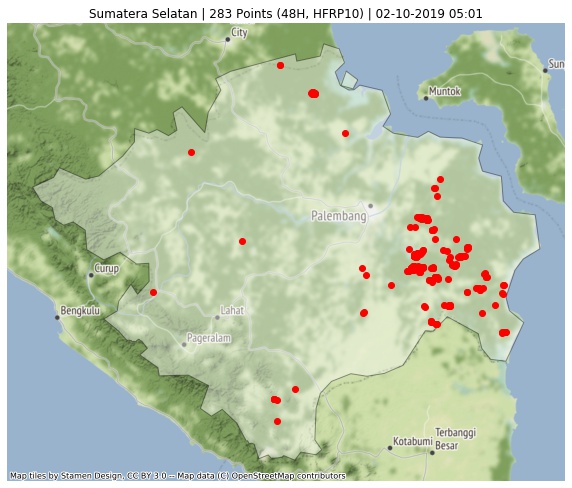 Sumatera Selatan | 283 Points (48H, HFRP10) | 02-10-2019 05:01
City
Sun
Muntok
Palembang
Curup
Bengkulu
Lahat
Pageralam
Terbanggi
Kotabumi
Besar
Map tiles by Stamen Design, CC BY 3.0 -- Map data (C) OpenStreetMap contributors